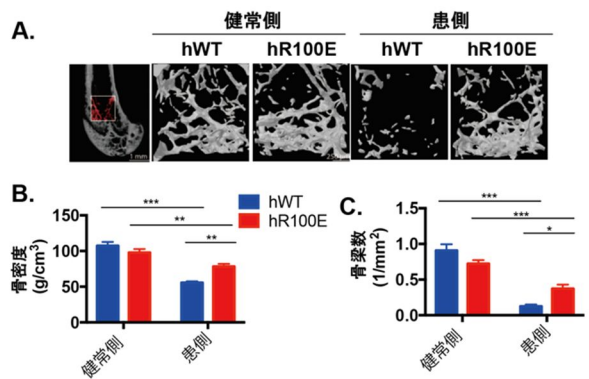 A.
健常側 患側
hWT hR100E hWT hR100E
1 mm
B.
*** 
**
**
hWT
hR100E
骨密度
(g/cm3)
150
100
50
0
健常側 患側
C.
***
***
*
骨梁数
(1/mm²)
1.5
1.0
0.5
0.0
健常側 患側